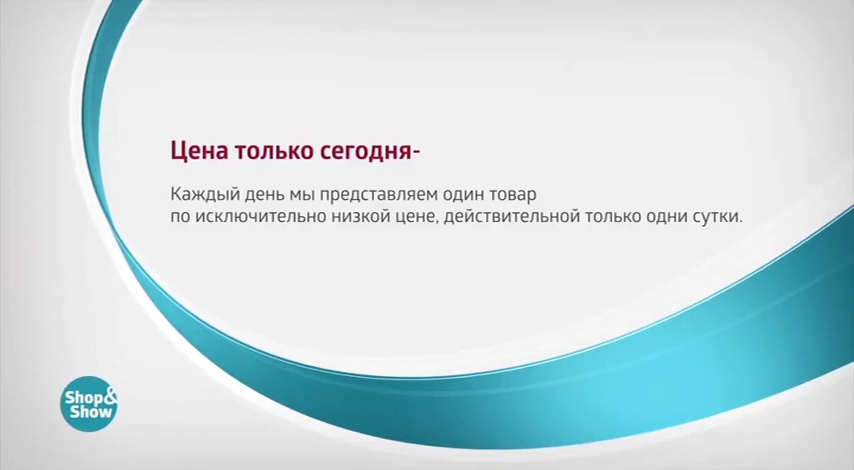 Цена только сегодня-
Каждый день мы представляем один товар
по исключительно низкой цене, действительной только одни сутки.
Shop&
Show